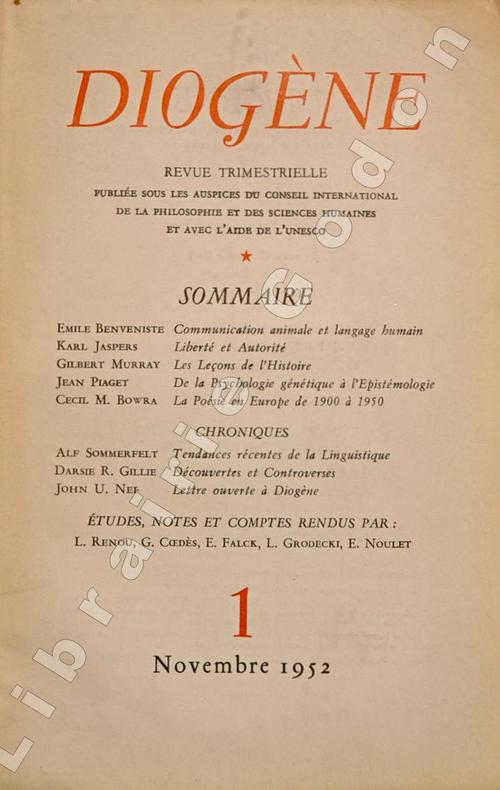 DIOGÈNE
REVUE TRIMESTRIELLE
PUBLIÉE SOUS LES AUSPICES DU CONSEIL INTERNATIONAL
DE LA PHILOSOPHIE ET DES SCIENCES HUMAINES
ET AVEC L'AIDE DE L'UNESCO
★
SOMMAIRE
EMILE BENVENISTE Communication animale et langage humain
KARL JASPERS Liberté et Autorité
GILBERT MURRAY Les Leçons de l'Histoire
JEAN PIAGET De la Psychologie génétique à l'Epistémologie
CECIL M. BOWRA La Poésie en Europe de 1900 à 1950
CHRONIQUES
ALF SOMMERFELT Tendances récentes de la Linguistique
DARSIE R. GILLIE Découvertes et Controverses
JOHN U. NEF Lettre ouverte à Diogène
ÉTUDES, NOTES ET COMPTES RENDUS PAR :
L. RENOU, G. CŒDÈS, E. FALCK, L. GRODECKI, E. NOULET
1
Novembre 1952
Librairie Godon